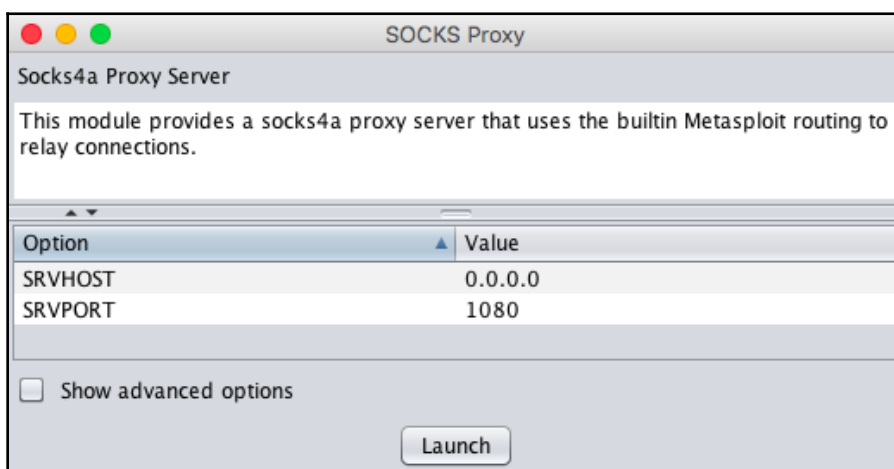 SOCKS Proxy
Socks4a Proxy Server
This module provides a socks4a proxy server that uses the builtin Metasploit routing to
relay connections.
Option Value
SRVHOST 0.0.0.0
SRVPORT 1080
Show advanced options
Launch